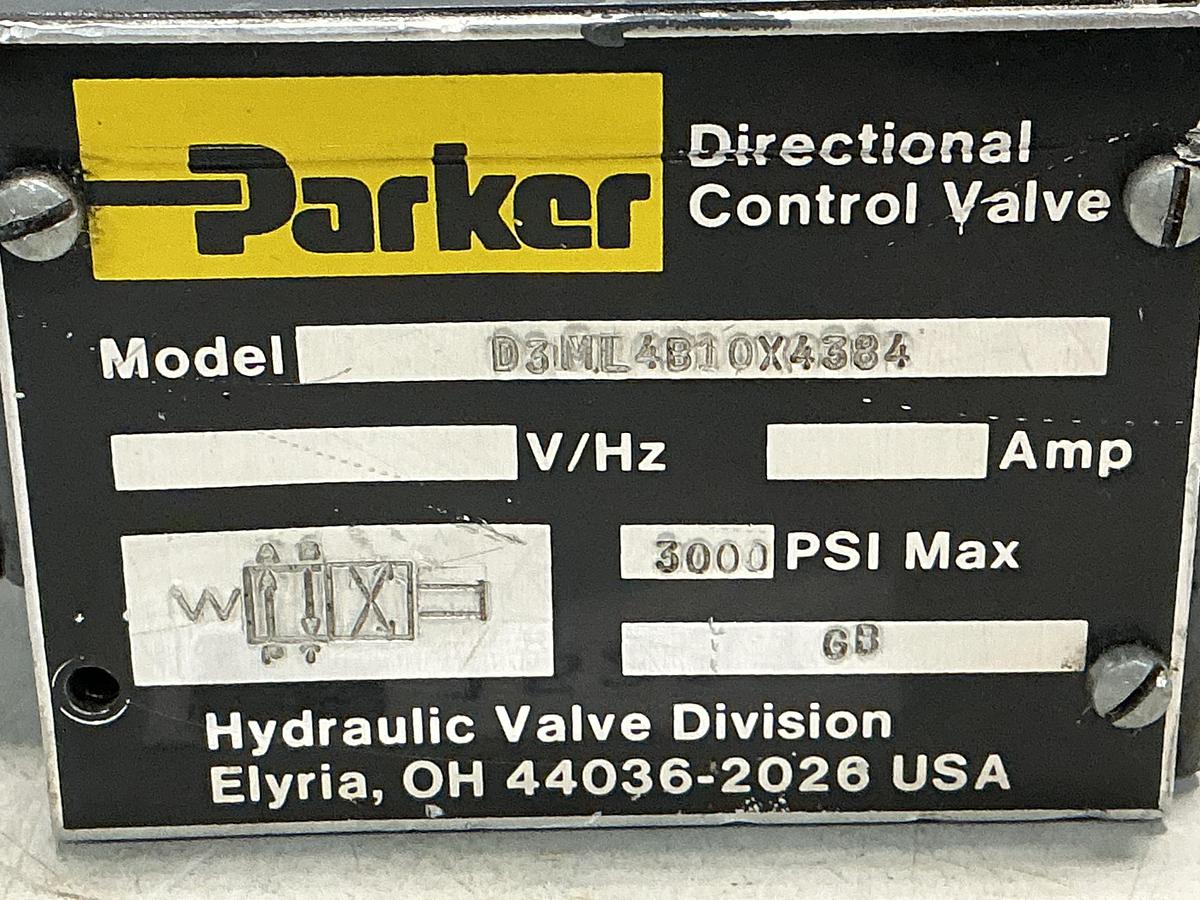 Parker
Directional
Control Valve
Model D3ML4B10X4384
V/Hz Amp
A B
P T
3000 PSI Max
GB
Hydraulic Valve Division
Elyria, OH 44036-2026 USA